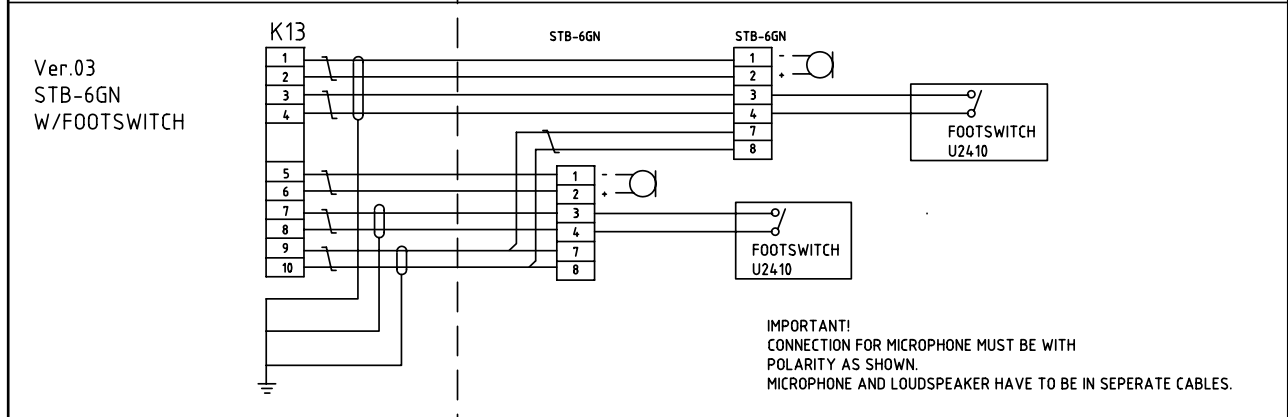 K13
STB-6GN
STB-6GN
Ver.03
STB-6GN
W/FOOTSWITCH
1
2
3
4
5
6
7
8
9
10
1 -
2 +
3
4
7
8
FOOTSWITCH
U2410
1 -
2 +
3
4
7
8
FOOTSWITCH
U2410
IMPORTANT!
CONNECTION FOR MICROPHONE MUST BE WITH
POLARITY AS SHOWN.
MICROPHONE AND LOUDSPEAKER HAVE TO BE IN SEPERATE CABLES.